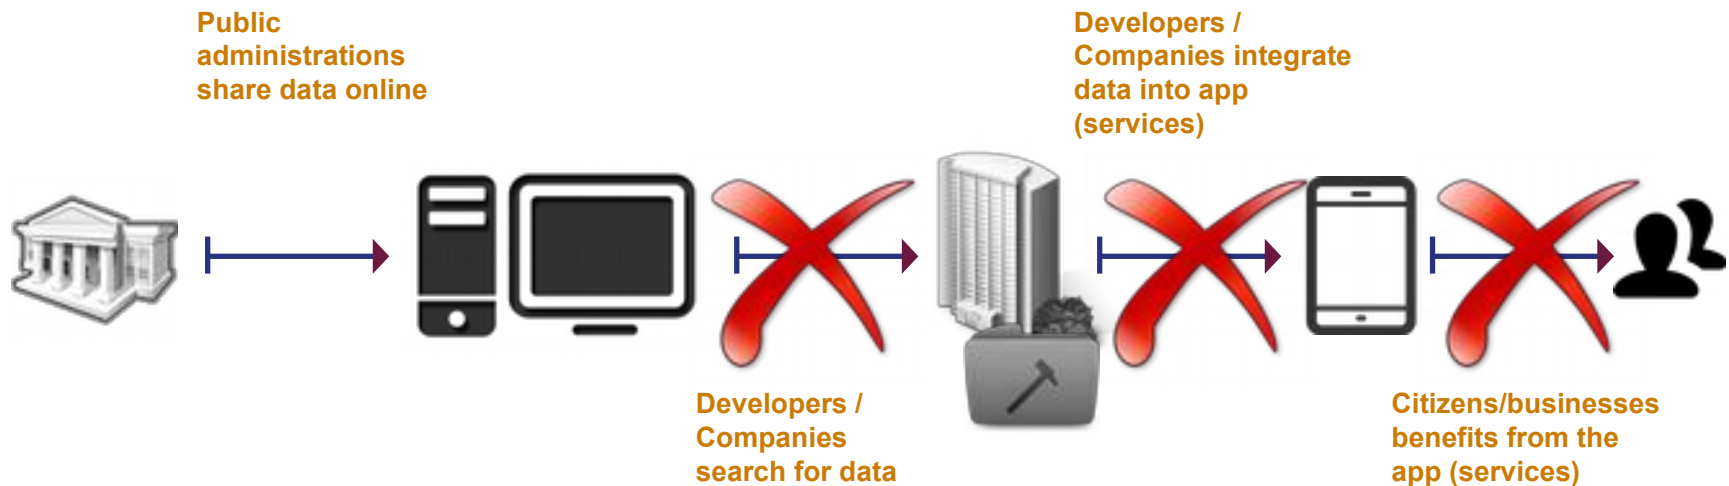 Public
administrations
share data online
Developers /
Companies
search for data
Developers /
Companies integrate
data into app
(services)
Citizens/businesses
benefits from the
app (services)